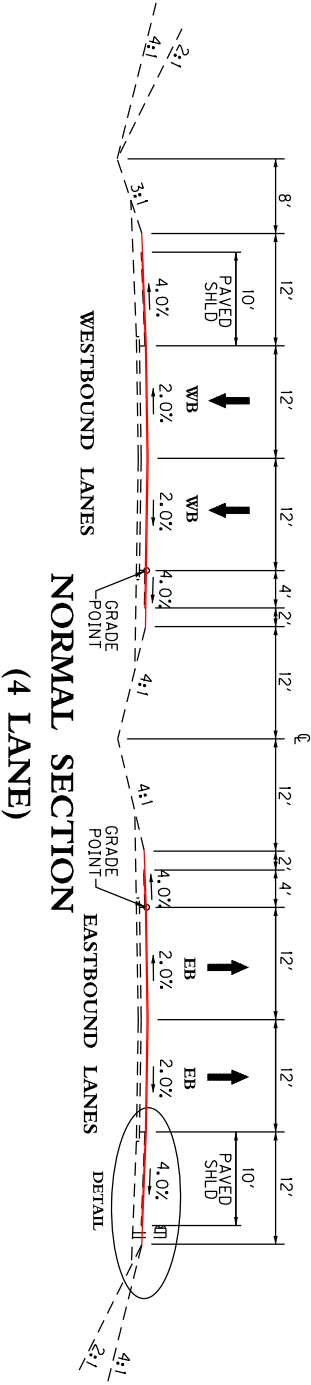 8' 12' 12' 12' 4' 2' 12' 12' 2' 4' 12' 12' 12'
℄
10'
PAVED
SHLD
10'
PAVED
SHLD
WB WB EB EB
2:1
4:1
3:1
4.0% 2.0% 2.0% 4.0%
4:1 4:1
4.0% 2.0% 2.0% 4.0%
4:1
2:1
GRADE
POINT
GRADE
POINT
WESTBOUND LANES
EASTBOUND LANES
DETAIL
NORMAL SECTION
(4 LANE)